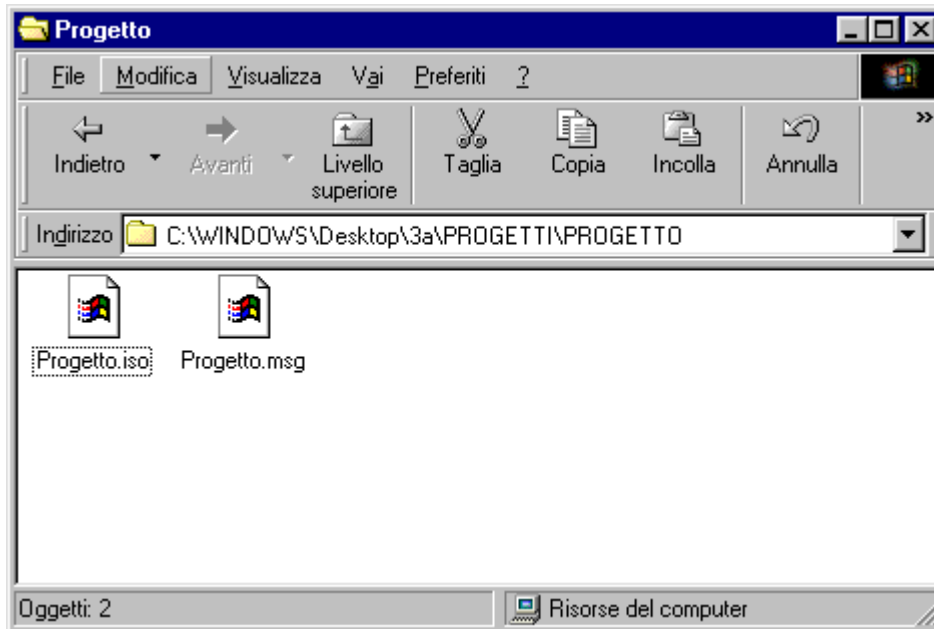 Progetto
File Modifica Visualizza Vai Preferiti ?
Indietro Avanti Livello superiore Taglia Copia Incolla Annulla »
Indirizzo C:\WINDOWS\Desktop\3a\PROGETTI\PROGETTO
Progetto.iso Progetto.msg
Oggetti: 2 Risorse del computer